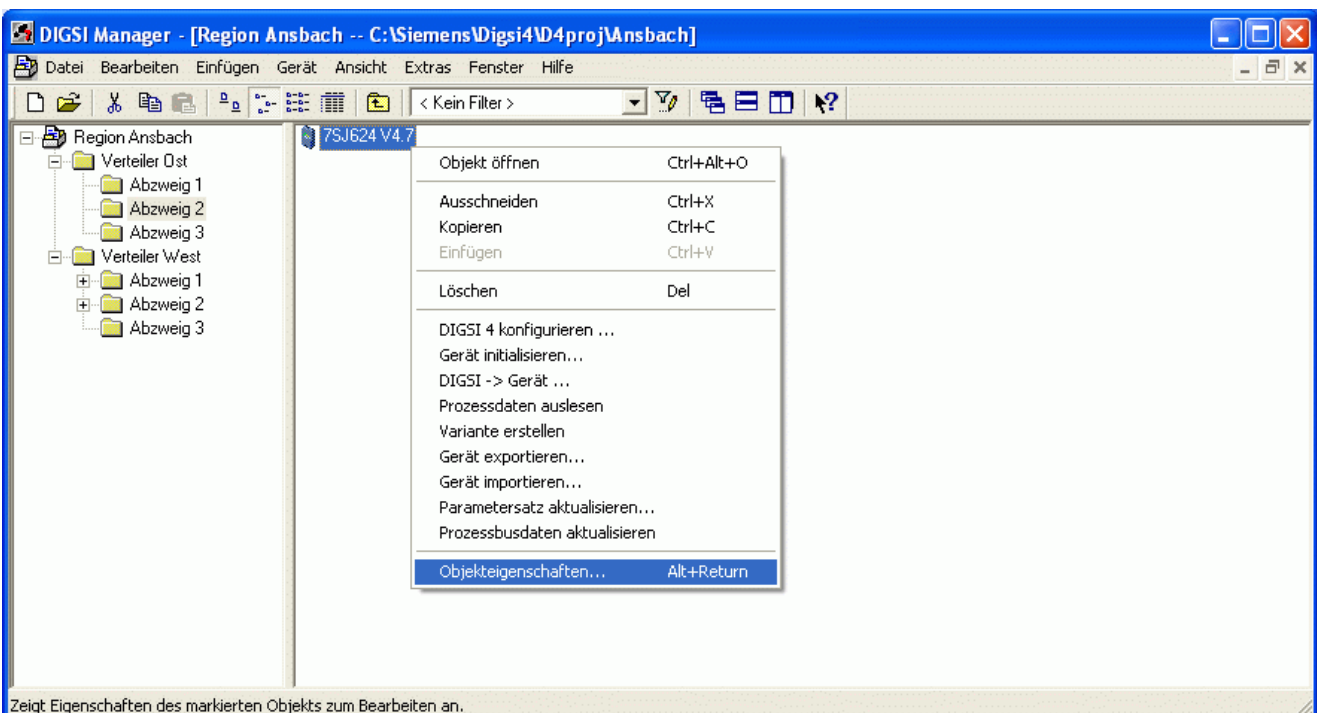 DIGSI Manager - [Region Ansbach -- C:\Siemens\Digsi4\D4proj\Ansbach]
Datei Bearbeiten Einfügen Gerät Ansicht Extras Fenster Hilfe
< Kein Filter >
Region Ansbach
Verteiler Ost
Abzweig 1
Abzweig 2
Abzweig 3
Verteiler West
Abzweig 1
Abzweig 2
Abzweig 3
7SJ624 V4.7
Objekt öffnen Ctrl+Alt+O
Ausschneiden Ctrl+X
Kopieren Ctrl+C
Einfügen Ctrl+V
Löschen Del
DIGSI 4 konfigurieren ...
Gerät initialisieren...
DIGSI -> Gerät ...
Prozessdaten auslesen
Variante erstellen
Gerät exportieren...
Gerät importieren...
Parametersatz aktualisieren...
Prozessbusdaten aktualisieren
Objekteigenschaften... Alt+Return
Zeigt Eigenschaften des markierten Objekts zum Bearbeiten an.